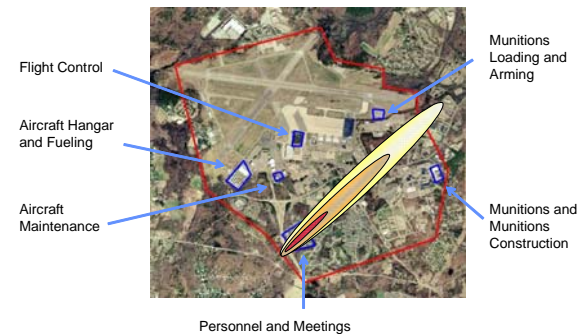 Flight Control
Munitions
Loading and
Arming
Aircraft Hangar
and Fueling
Aircraft
Maintenance
Munitions and
Munitions
Construction
Personnel and Meetings